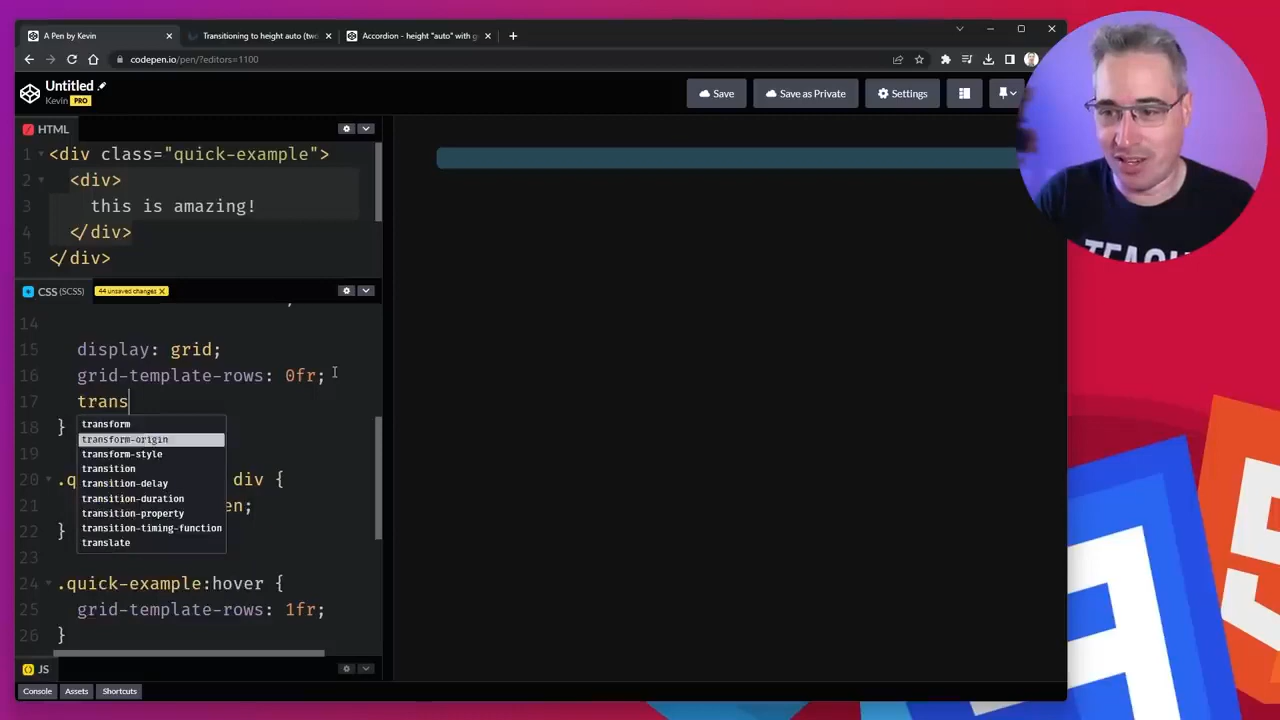 A Pen by Kevin
Transitioning to height auto (two
Accordion - height "auto" with g
codepen.io/pen/?editors=1100
Untitled
Kevin PRO
Save
Save as Private
Settings
HTML
1 <div class="quick-example">
2 <div>
3 this is amazing!
4 </div>
5 </div>
CSS (SCSS) 44 unsaved changes X
14
15 display: grid;
16 grid-template-rows: 0fr;
17 trans
transform
transform-origin
transform-style
transition
transition-delay
transition-duration
transition-property
transition-timing-function
translate
18 }
19
20 .q div {
21 en;
22 }
23
24 .quick-example:hover {
25 grid-template-rows: 1fr;
26 }
JS
Console Assets Shortcuts